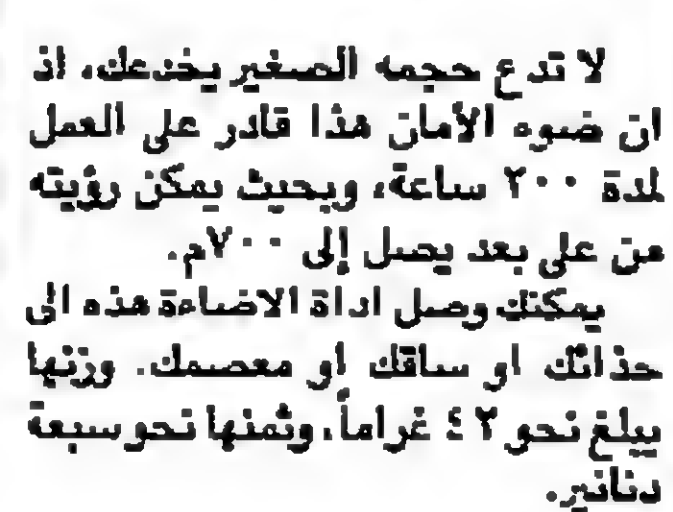 لا تدع حجمه الصغير يخدعك، اذ
ان ضوء الأمان هذا قادر على العمل
لمدة ٢٠٠ ساعة، وبحيث يمكن رؤيته
من على بعد يصل إلى ٧٠٠م.
يمكنك وصل اداة الاضاءة هذه الى
حذائك او ساقك او معصمك. وزنها
يبلغ نحو ٤٢ غراماً، وثمنها نحو سبعة
دنانير.